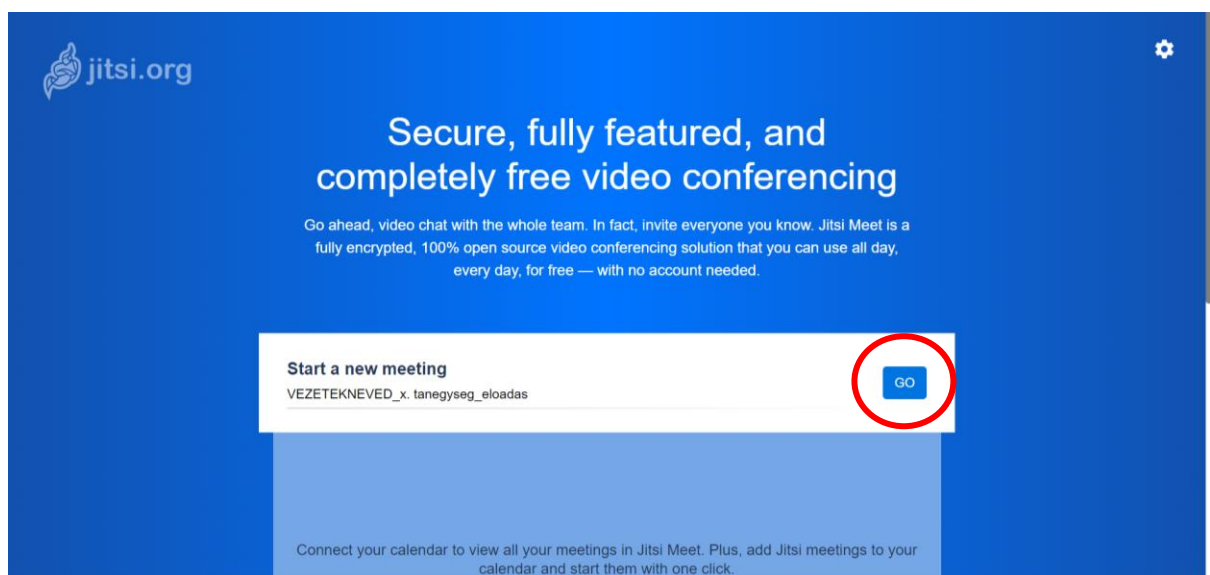 jitsi.org
Secure, fully featured, and
completely free video conferencing
Go ahead, video chat with the whole team. In fact, invite everyone you know. Jitsi Meet is a
fully encrypted, 100% open source video conferencing solution that you can use all day,
every day, for free — with no account needed.
Start a new meeting
VEZETEKNEVED_x. tanegyseg_eloadas
GO
Connect your calendar to view all your meetings in Jitsi Meet. Plus, add Jitsi meetings to your
calendar and start them with one click.